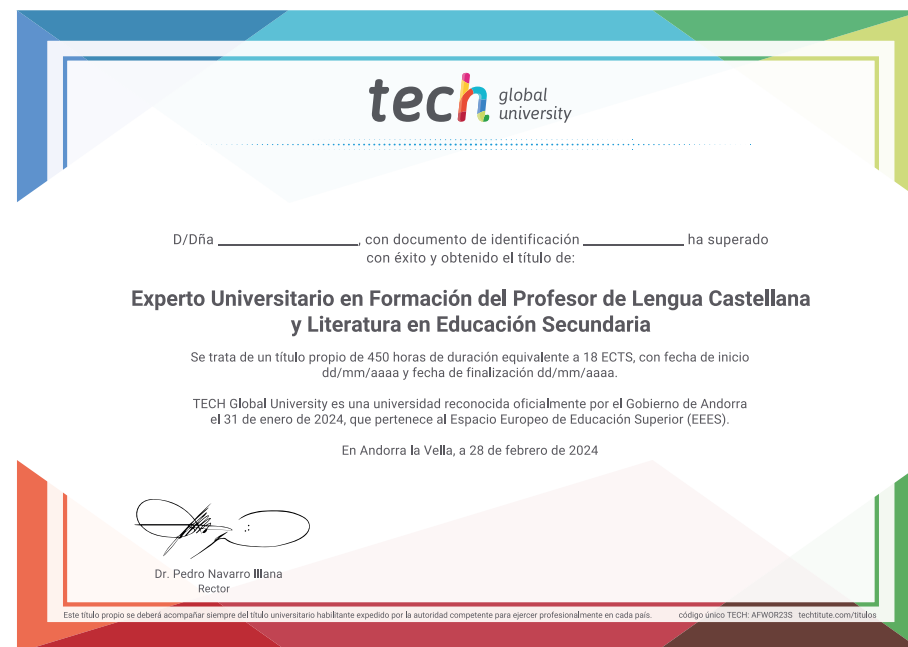 tech global university
D/Dña ____________, con documento de identificación ____________ ha superado
con éxito y obtenido el título de:
Experto Universitario en Formación del Profesor de Lengua Castellana
y Literatura en Educación Secundaria
Se trata de un título propio de 450 horas de duración equivalente a 18 ECTS, con fecha de inicio
dd/mm/aaaa y fecha de finalización dd/mm/aaaa.
TECH Global University es una universidad reconocida oficialmente por el Gobierno de Andorra
el 31 de enero de 2024, que pertenece al Espacio Europeo de Educación Superior (EEES).
En Andorra la Vella, a 28 de febrero de 2024
Dr. Pedro Navarro Illana
Rector
Este título propio se deberá acompañar siempre del título universitario habilitante expedido por la autoridad competente para ejercer profesionalmente en cada país. código único TECH: AFWOR23S techtitute.com/titulos